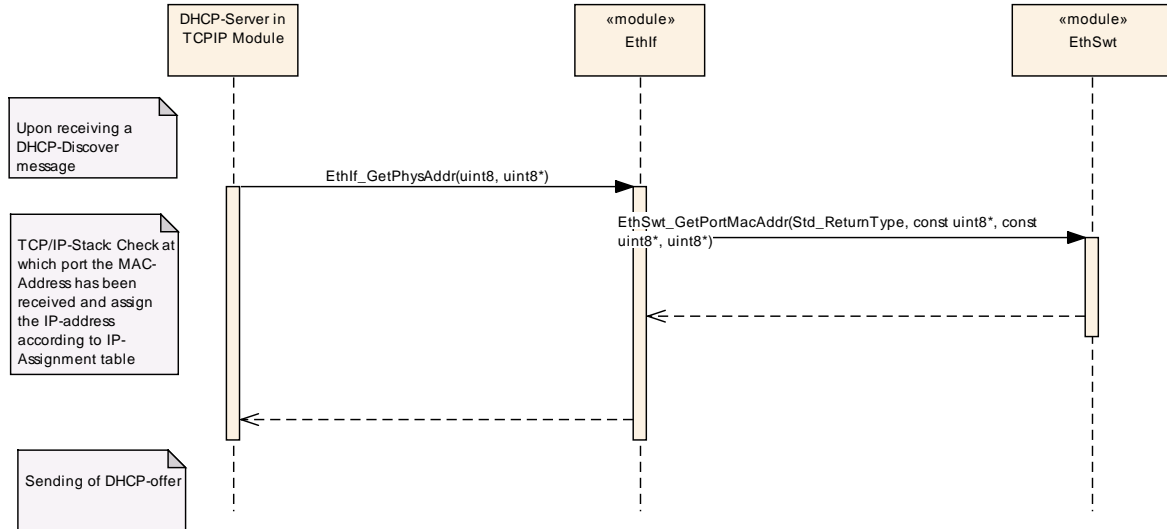 DHCP-Server in
TCPIP Module
«module»
EthIf
«module»
EthSwt
Upon receiving a
DHCP-Discover
message
EthIf_GetPhysAddr(uint8, uint8*)
EthSwt_GetPortMacAddr(Std_ReturnType, const uint8*, const
uint8*, uint8*)
TCP/IP-Stack: Check at
which port the MAC-
Address has been
received and assign
the IP-address
according to IP-
Assignment table
Sending of DHCP-offer